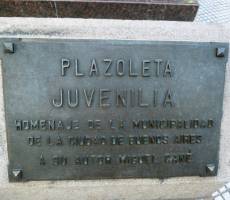 PLAZOLETA
JUVENILIA
HOMENAJE DE LA MUNICIPALIDAD
DE LA CIUDAD DE BUENOS AIRES
A SU AUTOR MIGUEL CANÉ